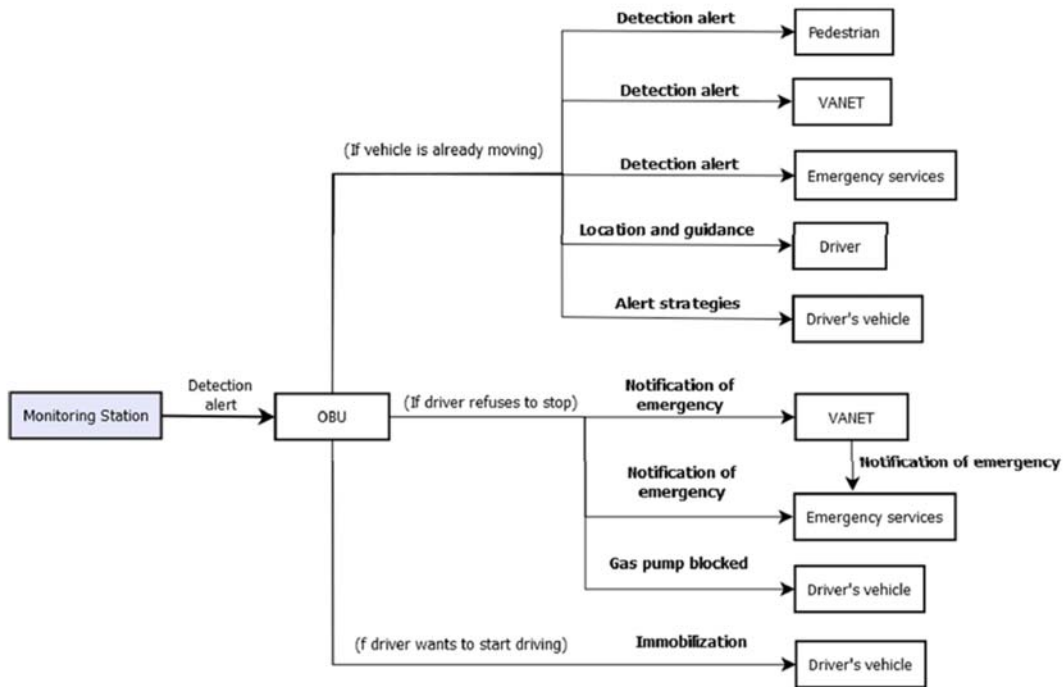 Detection alert
Pedestrian
Detection alert
VANET
(If vehicle is already moving)
Detection alert
Emergency services
Location and guidance
Driver
Alert strategies
Driver's vehicle
Monitoring Station
Detection
alert
OBU
(If driver refuses to stop)
Notification of
emergency
VANET
Notification of emergency
Notification of
emergency
Emergency services
Gas pump blocked
Driver's vehicle
(f driver wants to start driving)
Immobilization
Driver's vehicle